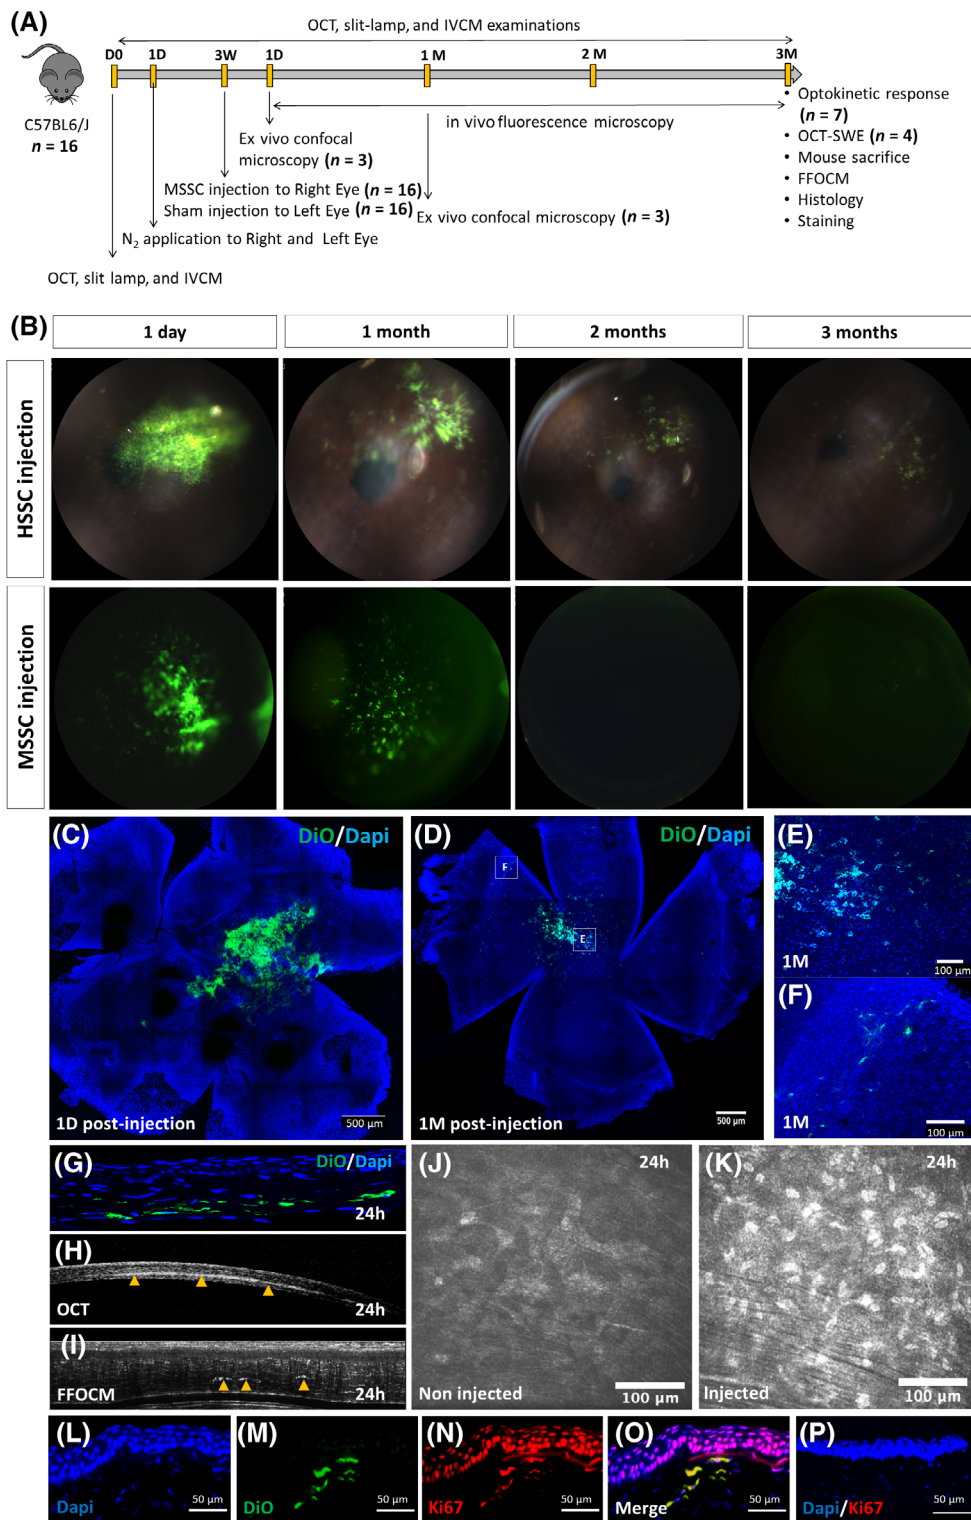 (A)
OCT, slit-lamp, and IVCM examinations
D0 1D 3W 1D 1 M 2 M 3M
C57BL6/J
n = 16
in vivo fluorescence microscopy
Ex vivo confocal
microscopy (n = 3)
MSSC injection to Right Eye (n = 16)
Sham injection to Left Eye (n = 16)
Ex vivo confocal microscopy (n = 3)
N₂ application to Right and Left Eye
OCT, slit lamp, and IVCM
• Optokinetic response
(n = 7)
• OCT-SWE (n = 4)
• Mouse sacrifice
• FFOCM
• Histology
• Staining
(B)
1 day
1 month
2 months
3 months
HSSC injection
MSSC injection
(C)
DiO/Dapi
1D post-injection
500 µm
(D)
DiO/Dapi
F
E
1M post-injection
500 µm
(E)
1M
100 µm
(F)
1M
100 µm
(G)
DiO/Dapi
24h
(H)
OCT
24h
(I)
FFOCM
24h
(J)
24h
Non injected
100 µm
(K)
24h
Injected
100 µm
(L)
Dapi
50 µm
(M)
DiO
50 µm
(N)
Ki67
50 µm
(O)
Merge
50 µm
(P)
Dapi/Ki67
50 µm